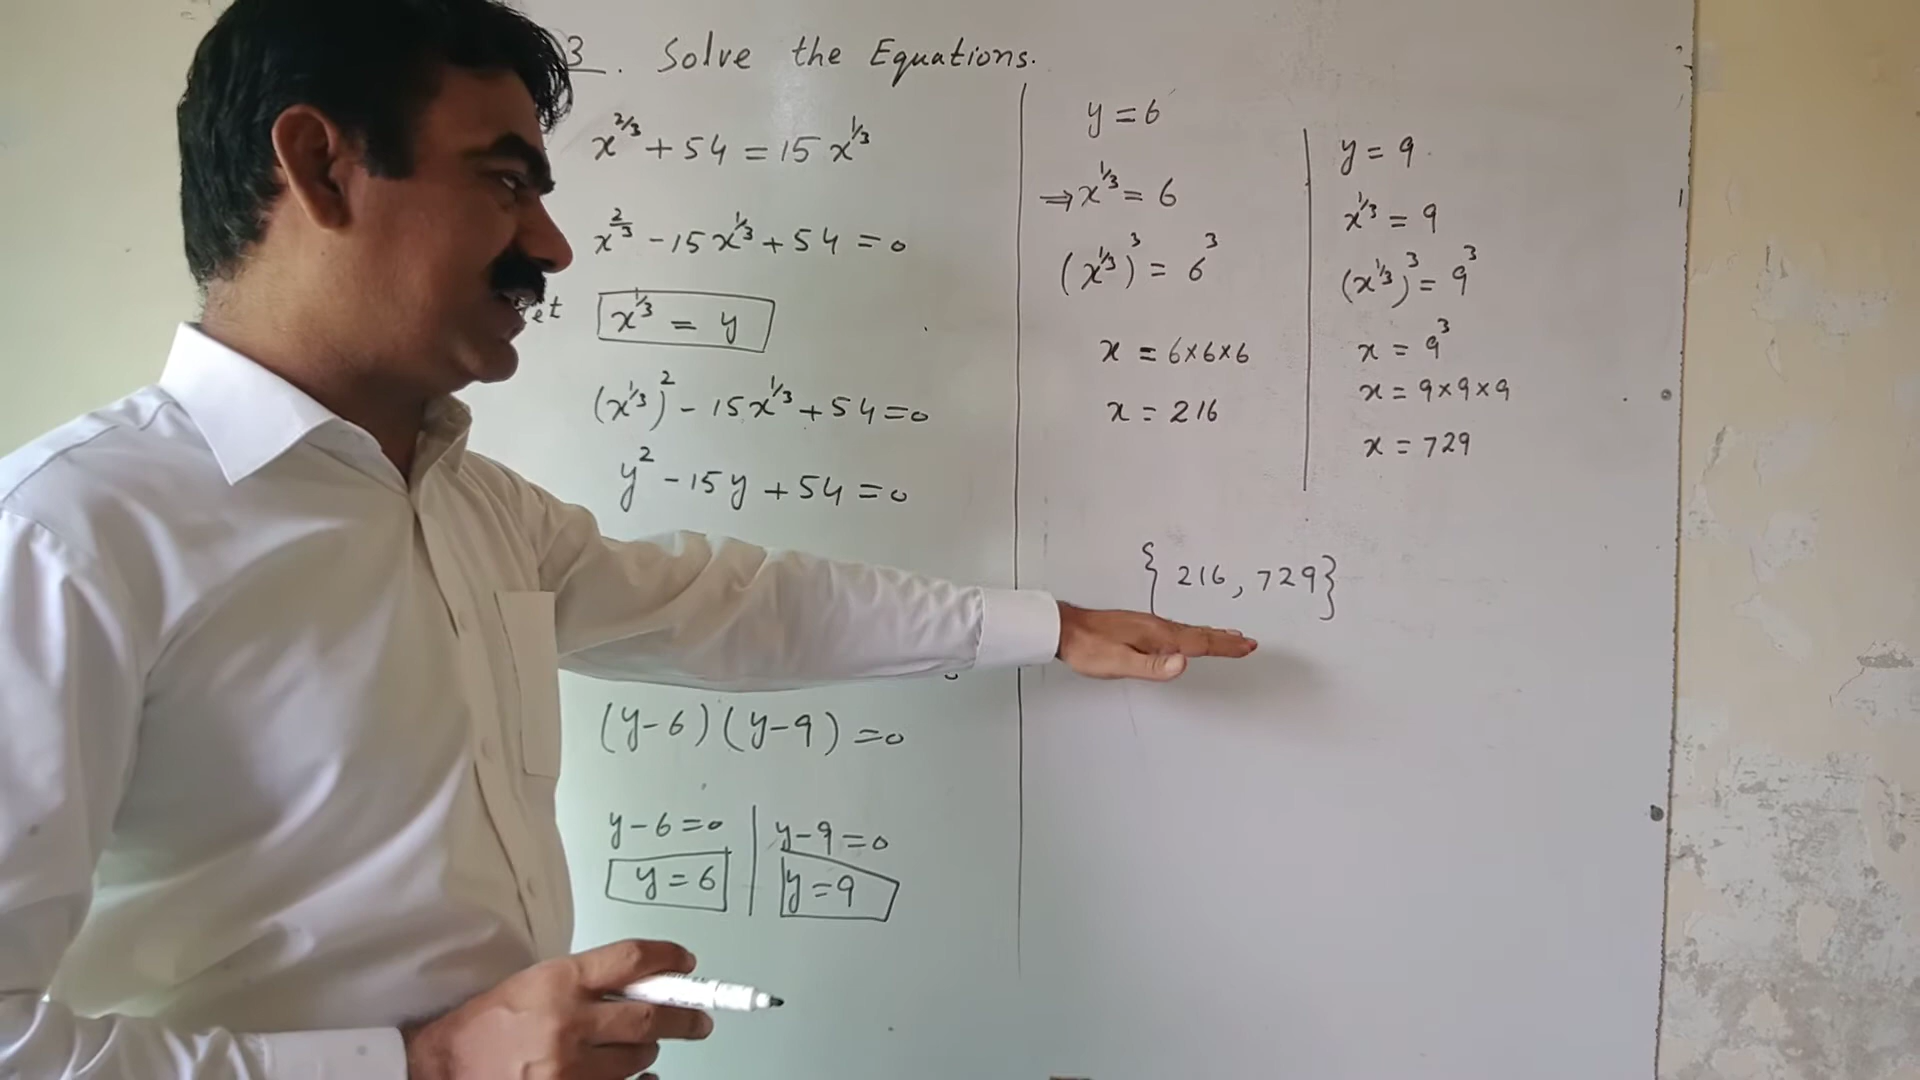 3. Solve the Equations.
x^{2/3} + 54 = 15 x^{1/3}
x^{2/3} - 15x^{1/3} + 54 = 0
et x^{1/3} = y
(x^{1/3})^2 - 15x^{1/3} + 54 = 0
y^2 - 15y + 54 = 0
(y-6)(y-9) = 0
y-6=0 | y-9=0
y=6 | y=9
y = 6
⇒ x^{1/3} = 6
(x^{1/3})^3 = 6^3
x = 6×6×6
x = 216
y = 9
x^{1/3} = 9
(x^{1/3})^3 = 9^3
x = 9^3
x = 9×9×9
x = 729
{216, 729}